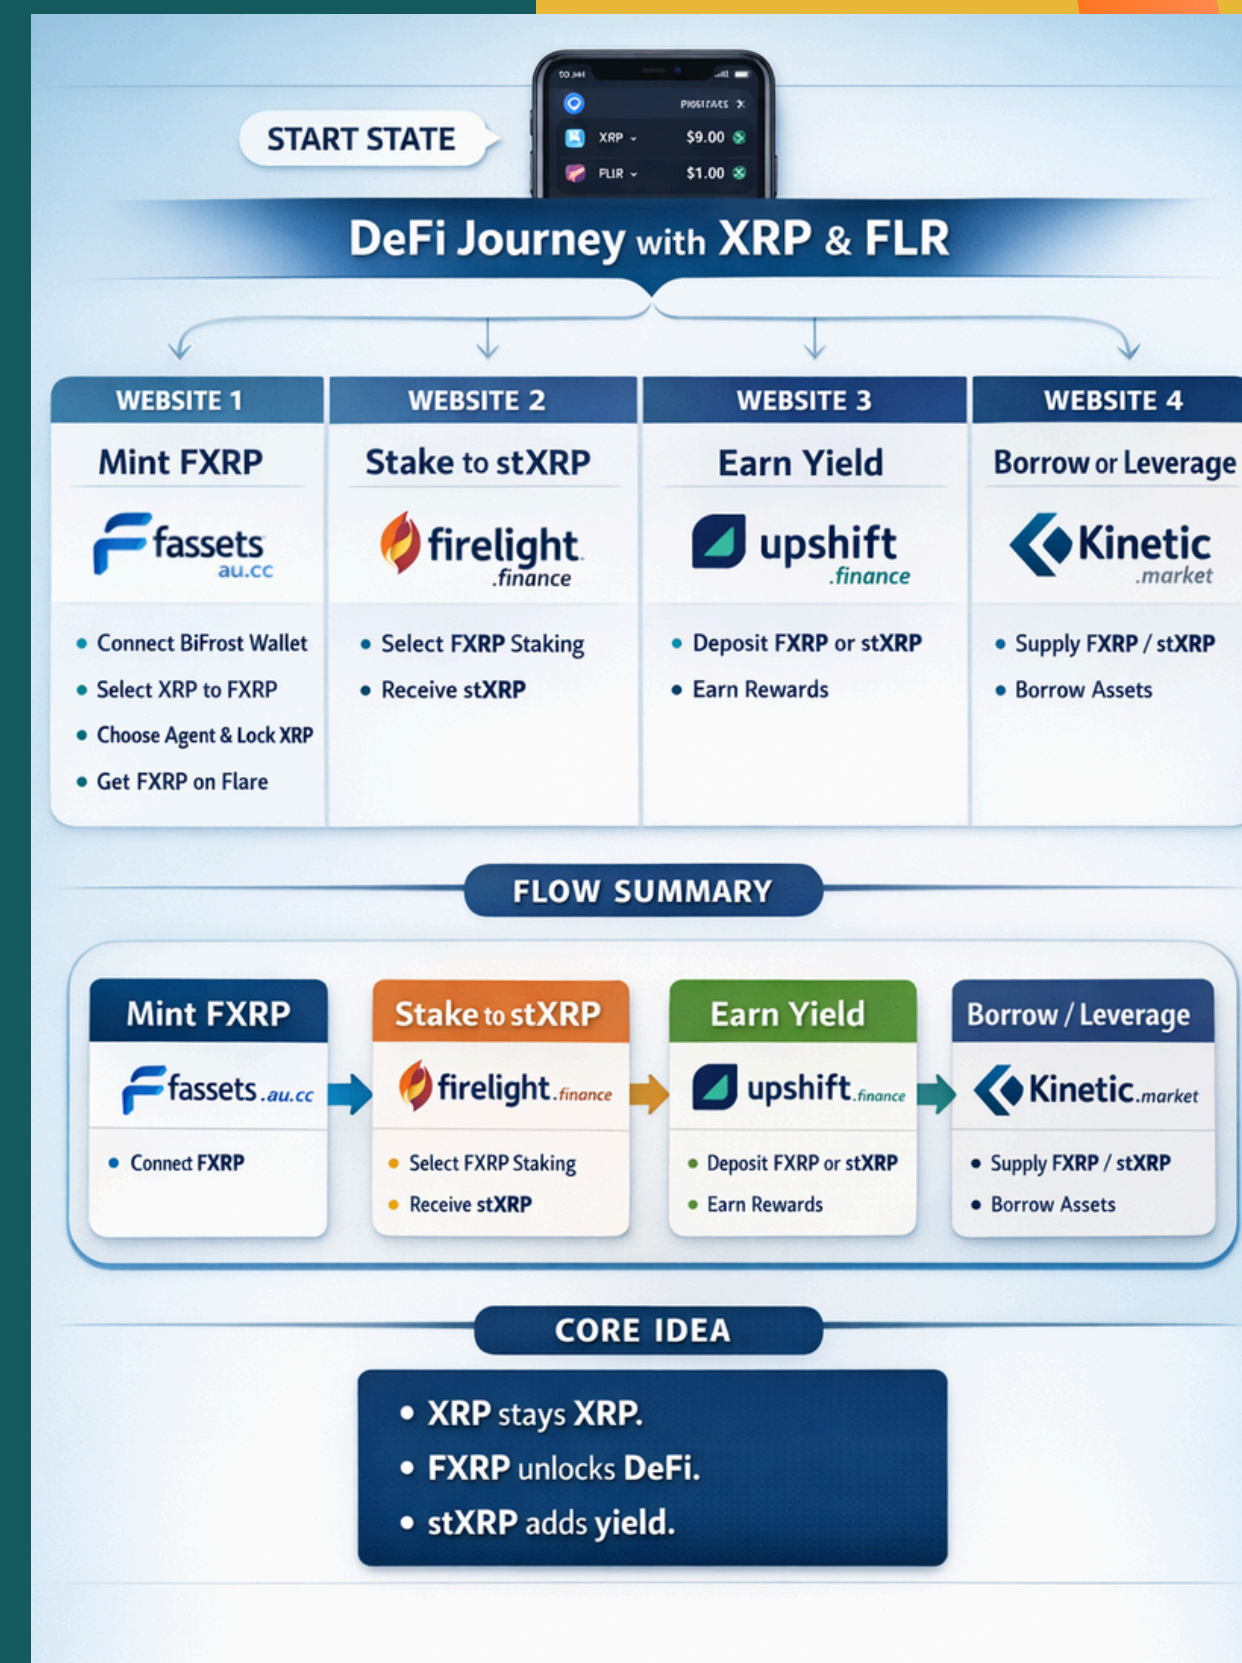 START STATE
XRP
$9.00
FLIR
$1.00
DeFi Journey with XRP & FLR
WEBSITE 1
Mint FXRP
fassets
au.cc
Connect BiFrost Wallet
Select XRP to FXRP
Choose Agent & Lock XRP
Get FXRP on Flare
WEBSITE 2
Stake to stXRP
firelight
.finance
Select FXRP Staking
Receive stXRP
WEBSITE 3
Earn Yield
upshift
.finance
Deposit FXRP or stXRP
Earn Rewards
WEBSITE 4
Borrow or Leverage
Kinetic
.market
Supply FXRP / stXRP
Borrow Assets
FLOW SUMMARY
Mint FXRP
fassets.au.cc
Connect FXRP
Stake to stXRP
firelight.finance
Select FXRP Staking
Receive stXRP
Earn Yield
upshift.finance
Deposit FXRP or stXRP
Earn Rewards
Borrow / Leverage
Kinetic.market
Supply FXRP / stXRP
Borrow Assets
CORE IDEA
XRP stays XRP.
FXRP unlocks DeFi.
stXRP adds yield.